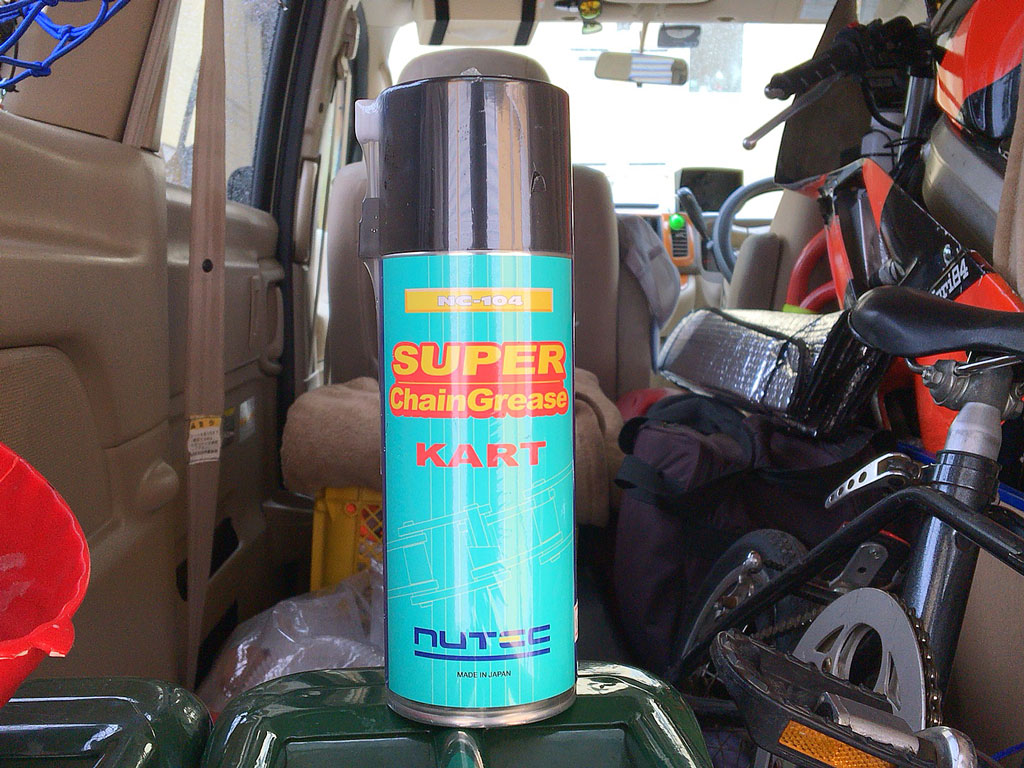 NC-104
SUPER
ChainGrease
KART
NUTEC
MADE IN JAPAN